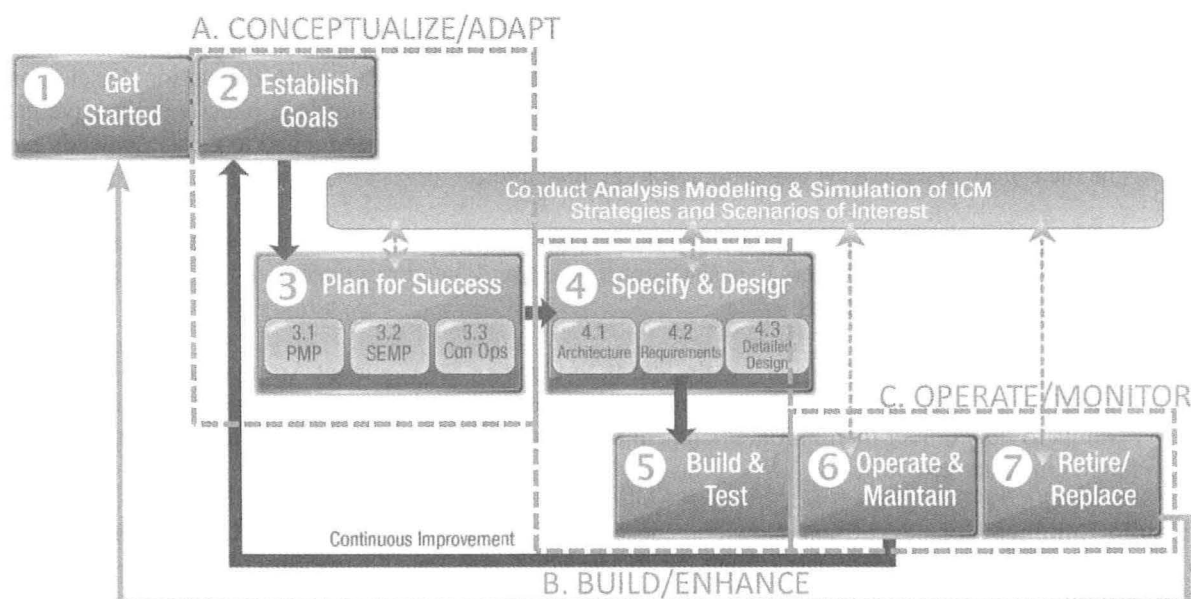 A. CONCEPTUALIZE/ADAPT
1 Get
Started
2 Establish
Goals
Conduct Analysis Modeling & Simulation of ICM
Strategies and Scenarios of Interest
3 Plan for Success
3.1
PMP
3.2
SEMP
3.3
Con Ops
4 Specify & Design
4.1
Architecture
4.2
Requirements
4.3
Detailed
Design
C. OPERATE/MONITOR
5 Build &
Test
6 Operate &
Maintain
7 Retire/
Replace
Continuous Improvement
B. BUILD/ENHANCE